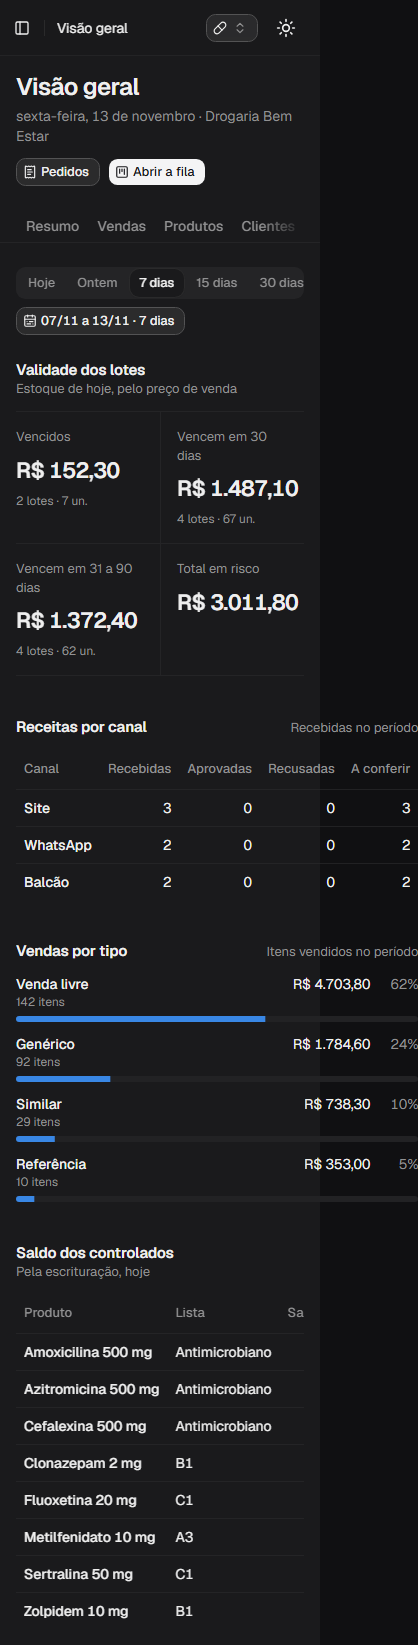 Visão geral
Visão geral
sexta-feira, 13 de novembro · Drogaria Bem
Estar
Pedidos Abrir a fila
Resumo Vendas Produtos Clientes
Hoje Ontem 7 dias 15 dias 30 dias
07/11 a 13/11 · 7 dias
Validade dos lotes
Estoque de hoje, pelo preço de venda
Vencidos
R$ 152,30
2 lotes · 7 un.
Vencem em 30
dias
R$ 1.487,10
4 lotes · 67 un.
Vencem em 31 a 90
dias
R$ 1.372,40
4 lotes · 62 un.
Total em risco
R$ 3.011,80
Receitas por canal Recebidas no período
Canal Recebidas Aprovadas Recusadas A conferir
Site 3 0 0 3
WhatsApp 2 0 0 2
Balcão 2 0 0 2
Vendas por tipo Itens vendidos no período
Venda livre R$ 4.703,80 62%
142 itens
Genérico R$ 1.784,60 24%
92 itens
Similar R$ 738,30 10%
29 itens
Referência R$ 353,00 5%
10 itens
Saldo dos controlados
Pela escrituração, hoje
Produto Lista Sa
Amoxicilina 500 mg Antimicrobiano
Azitromicina 500 mg Antimicrobiano
Cefalexina 500 mg Antimicrobiano
Clonazepam 2 mg B1
Fluoxetina 20 mg C1
Metilfenidato 10 mg A3
Sertralina 50 mg C1
Zolpidem 10 mg B1